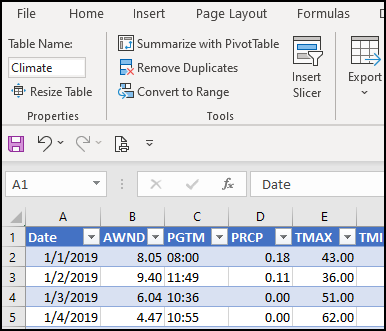 File Home Insert Page Layout Formulas
Table Name: Summarize with PivotTable
Climate Remove Duplicates Insert Export
Resize Table Convert to Range Slicer
Properties Tools
A1 fx Date
A B C D E
1 Date AWND PGTM PRCP TMAX TMI
2 1/1/2019 8.05 08:00 0.18 43.00
3 1/2/2019 9.40 11:49 0.11 36.00
4 1/3/2019 6.04 10:36 0.00 51.00
5 1/4/2019 4.47 10:55 0.00 62.00